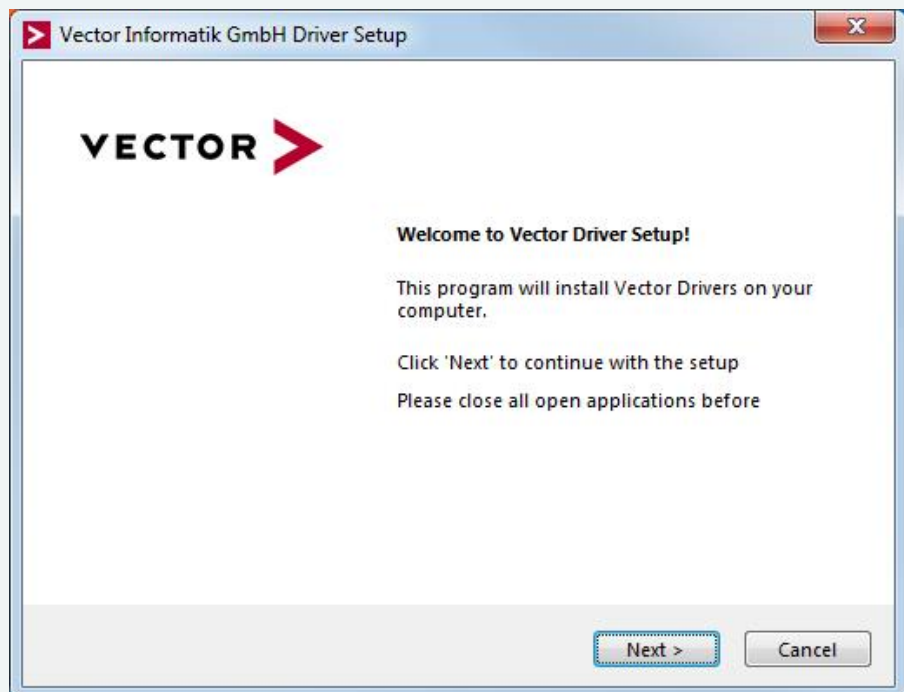 Vector Informatik GmbH Driver Setup
VECTOR
Welcome to Vector Driver Setup!
This program will install Vector Drivers on your
computer.
Click 'Next' to continue with the setup
Please close all open applications before
Next >
Cancel